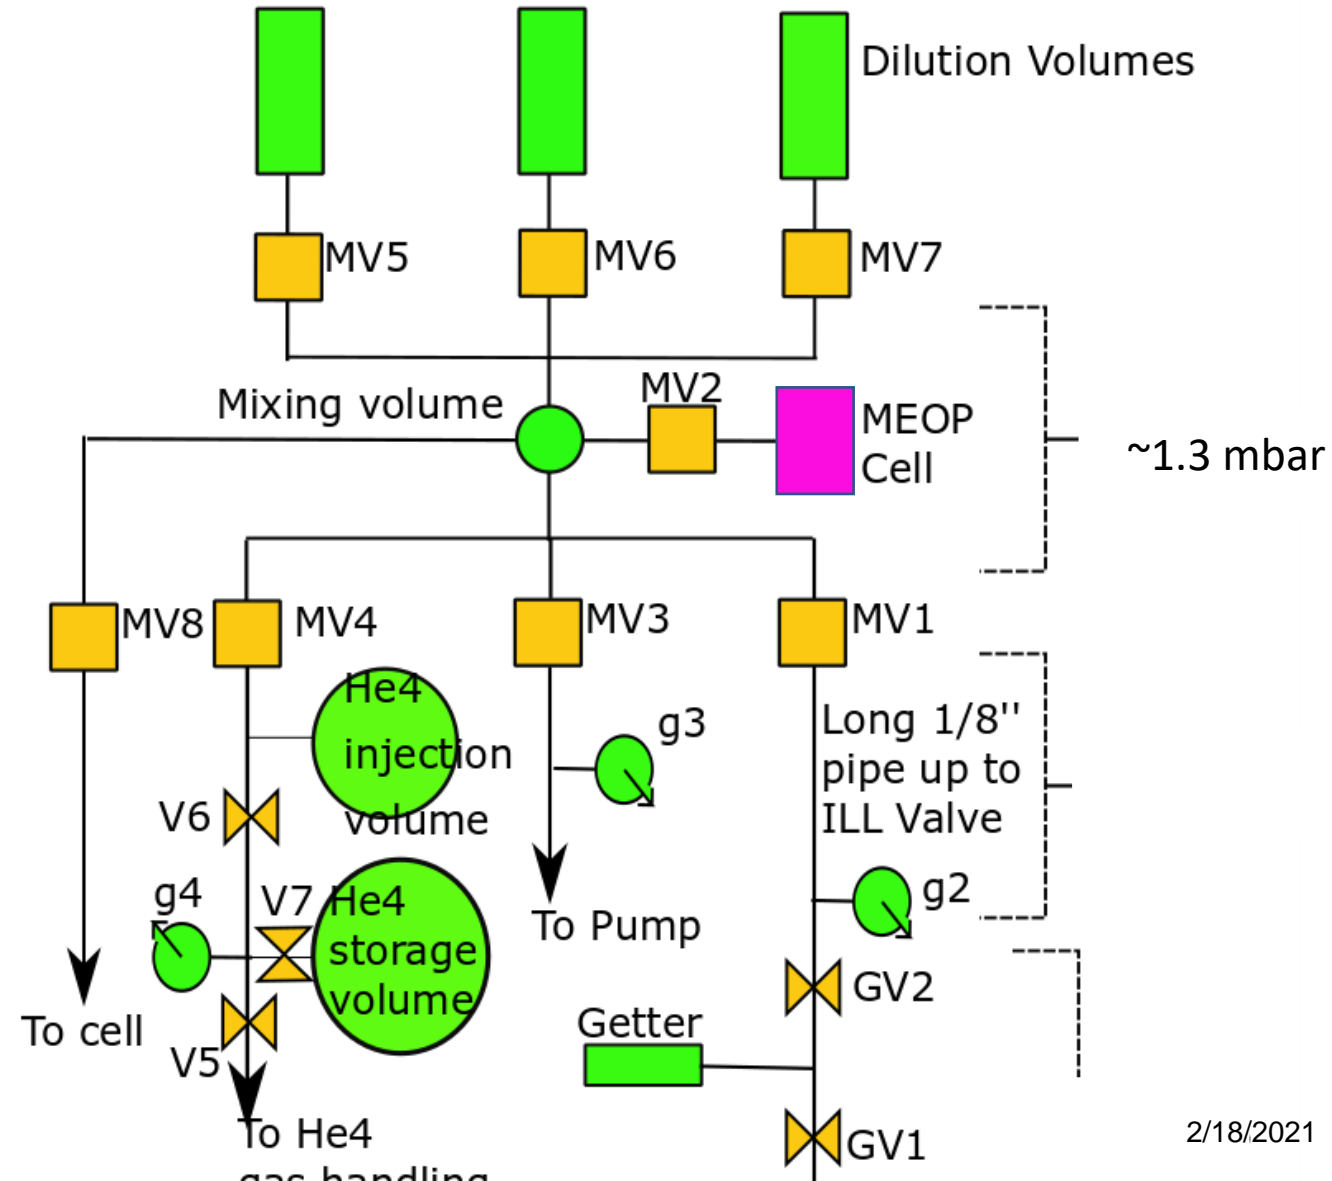 Dilution Volumes
MV5
MV6
MV7
Mixing volume
MV2
MEOP
Cell
~1.3 mbar
MV8
MV4
MV3
MV1
He4
injection
volume
g3
Long 1/8''
pipe up to
ILL Valve
V6
g4
V7
He4
storage
volume
To Pump
g2
GV2
Getter
To cell
V5
To He4
gas handling
GV1
2/18/2021